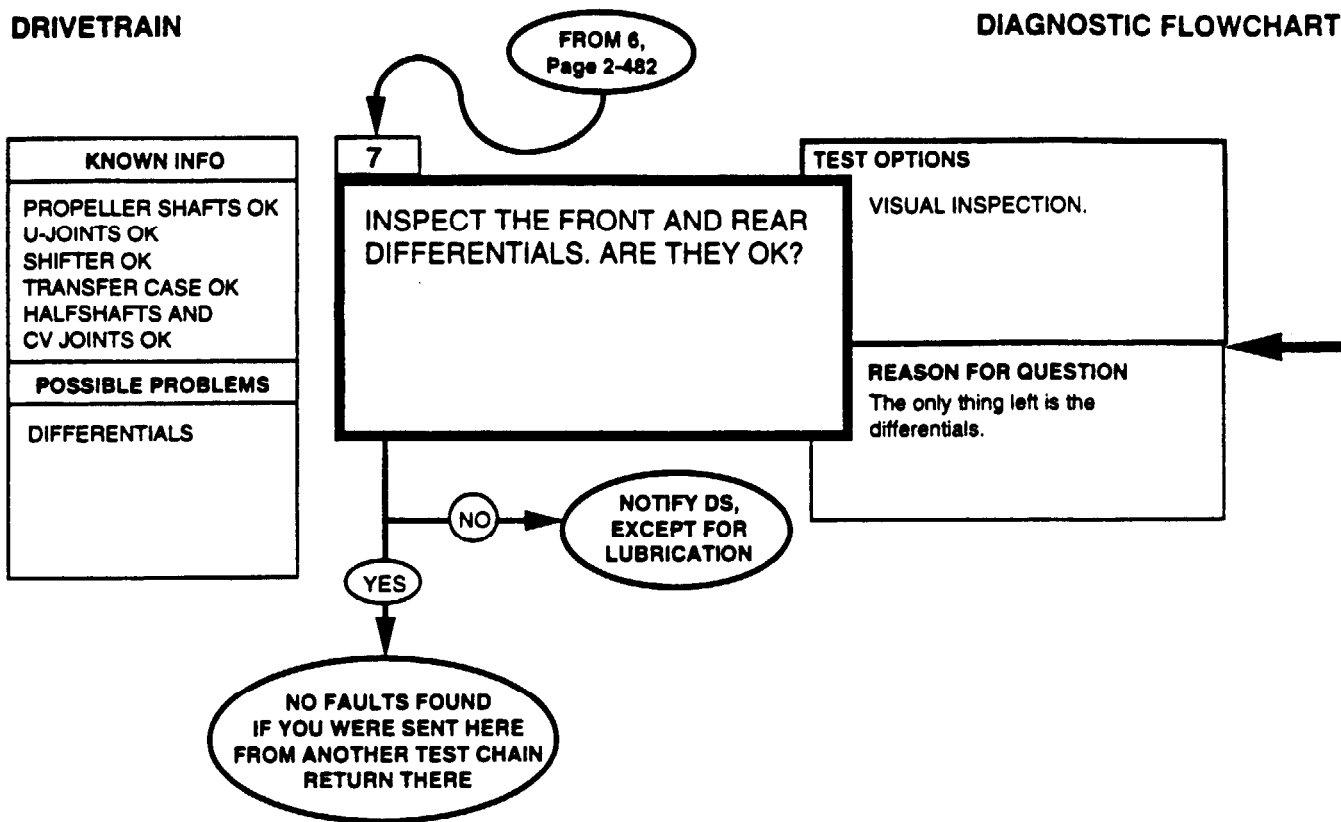 DRIVETRAIN
DIAGNOSTIC FLOWCHART
FROM 6,
Page 2-482
KNOWN INFO
PROPELLER SHAFTS OK
U-JOINTS OK
SHIFTER OK
TRANSFER CASE OK
HALFSHAFTS AND
CV JOINTS OK
POSSIBLE PROBLEMS
DIFFERENTIALS
7
INSPECT THE FRONT AND REAR
DIFFERENTIALS. ARE THEY OK?
TEST OPTIONS
VISUAL INSPECTION.
REASON FOR QUESTION
The only thing left is the
differentials.
NO
NOTIFY DS,
EXCEPT FOR
LUBRICATION
YES
NO FAULTS FOUND
IF YOU WERE SENT HERE
FROM ANOTHER TEST CHAIN
RETURN THERE